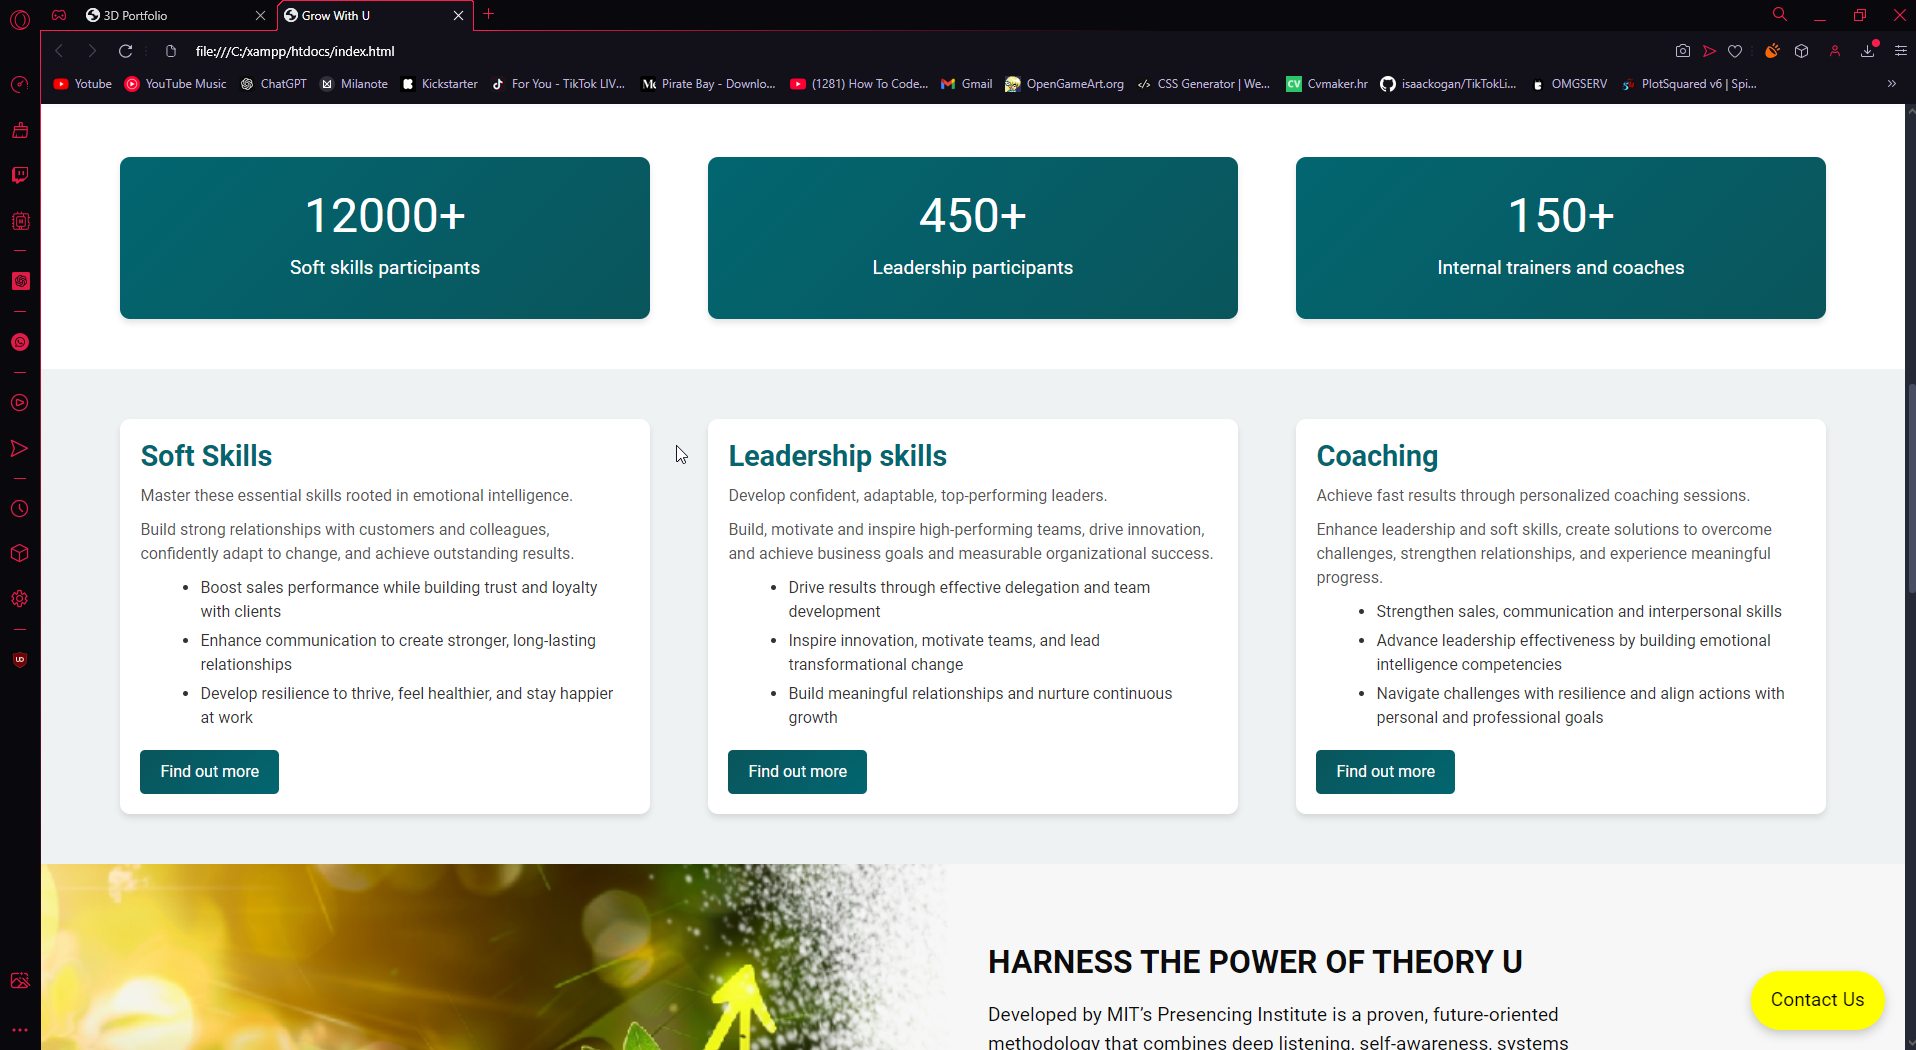 3D Portfolio
Grow With U
file:///C:/xampp/htdocs/index.html
Yotube
YouTube Music
ChatGPT
Milanote
Kickstarter
For You - TikTok LIV...
Pirate Bay - Downlo...
(1281) How To Code...
Gmail
OpenGameArt.org
CSS Generator | We...
CV
Cvmaker.hr
isaackogan/TikTokLi...
OMGSERV
PlotSquared v6 | Spi...
12000+
Soft skills participants
450+
Leadership participants
150+
Internal trainers and coaches
Soft Skills
Master these essential skills rooted in emotional intelligence.
Build strong relationships with customers and colleagues,
confidently adapt to change, and achieve outstanding results.
• Boost sales performance while building trust and loyalty
with clients
• Enhance communication to create stronger, long-lasting
relationships
• Develop resilience to thrive, feel healthier, and stay happier
at work
Find out more
Leadership skills
Develop confident, adaptable, top-performing leaders.
Build, motivate and inspire high-performing teams, drive innovation,
and achieve business goals and measurable organizational success.
• Drive results through effective delegation and team
development
• Inspire innovation, motivate teams, and lead
transformational change
• Build meaningful relationships and nurture continuous
growth
Find out more
Coaching
Achieve fast results through personalized coaching sessions.
Enhance leadership and soft skills, create solutions to overcome
challenges, strengthen relationships, and experience meaningful
progress.
• Strengthen sales, communication and interpersonal skills
• Advance leadership effectiveness by building emotional
intelligence competencies
• Navigate challenges with resilience and align actions with
personal and professional goals
Find out more
HARNESS THE POWER OF THEORY U
Developed by MIT's Presencing Institute is a proven, future-oriented
methodology that combines deep listening, self-awareness, systems
Contact Us